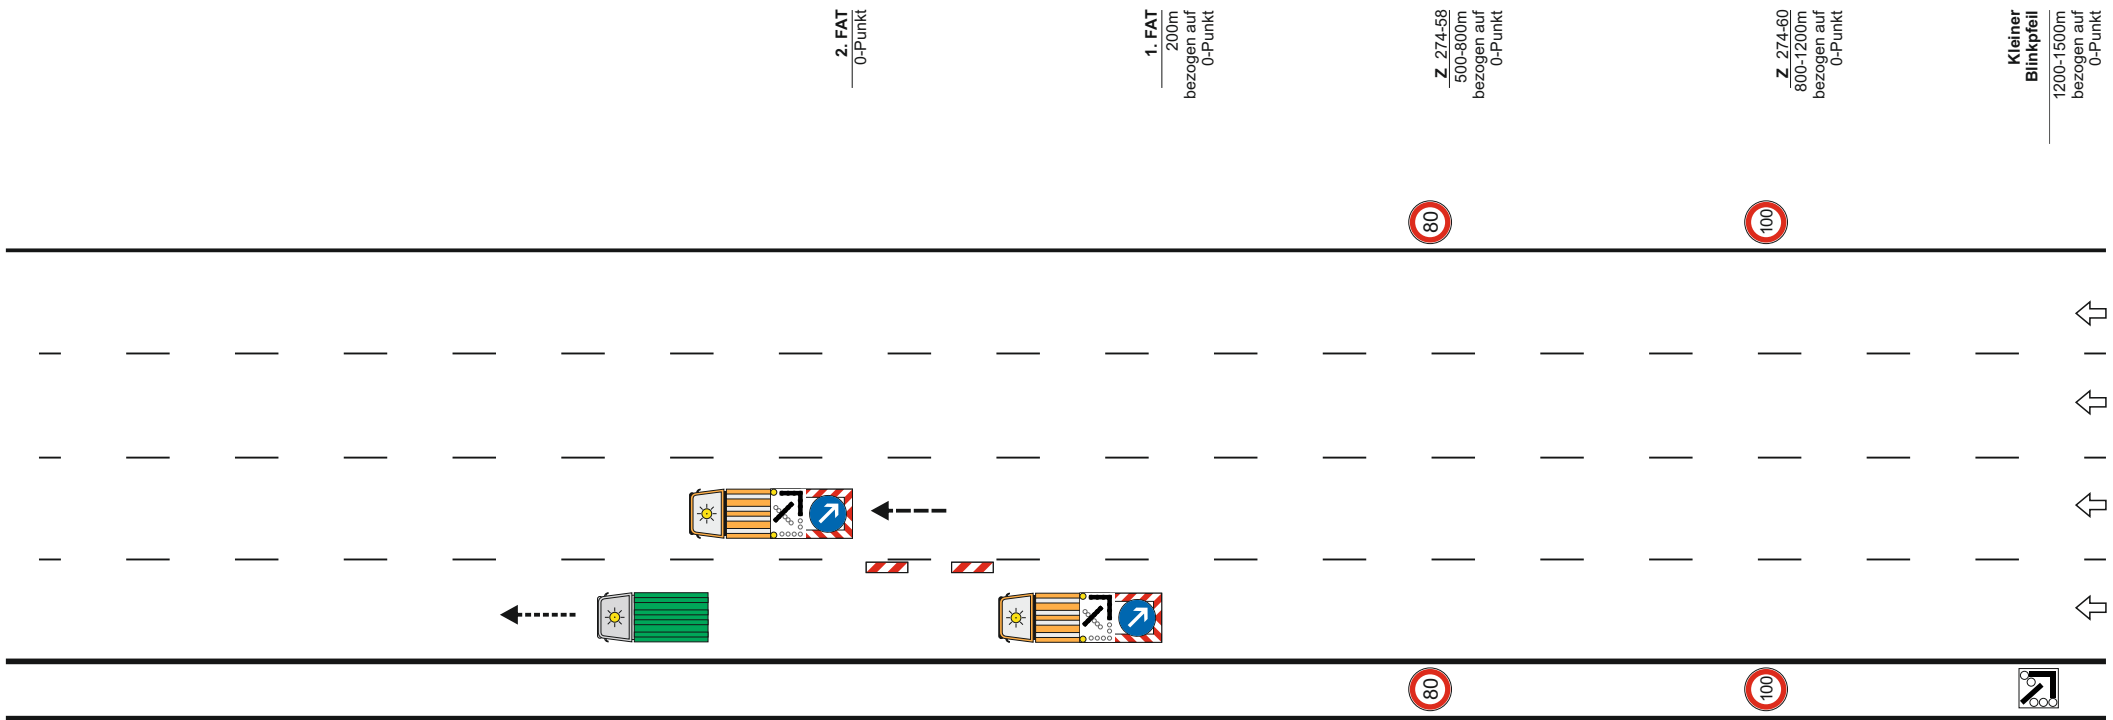 2. FAT
0-Punkt
1. FAT
200m
bezogen auf
0-Punkt
Z 274-58
500-800m
bezogen auf
0-Punkt
Z 274-60
800-1200m
bezogen auf
0-Punkt
Kleiner
Blinkpfeil
1200-1500m
bezogen auf
0-Punkt
80
100
80
100